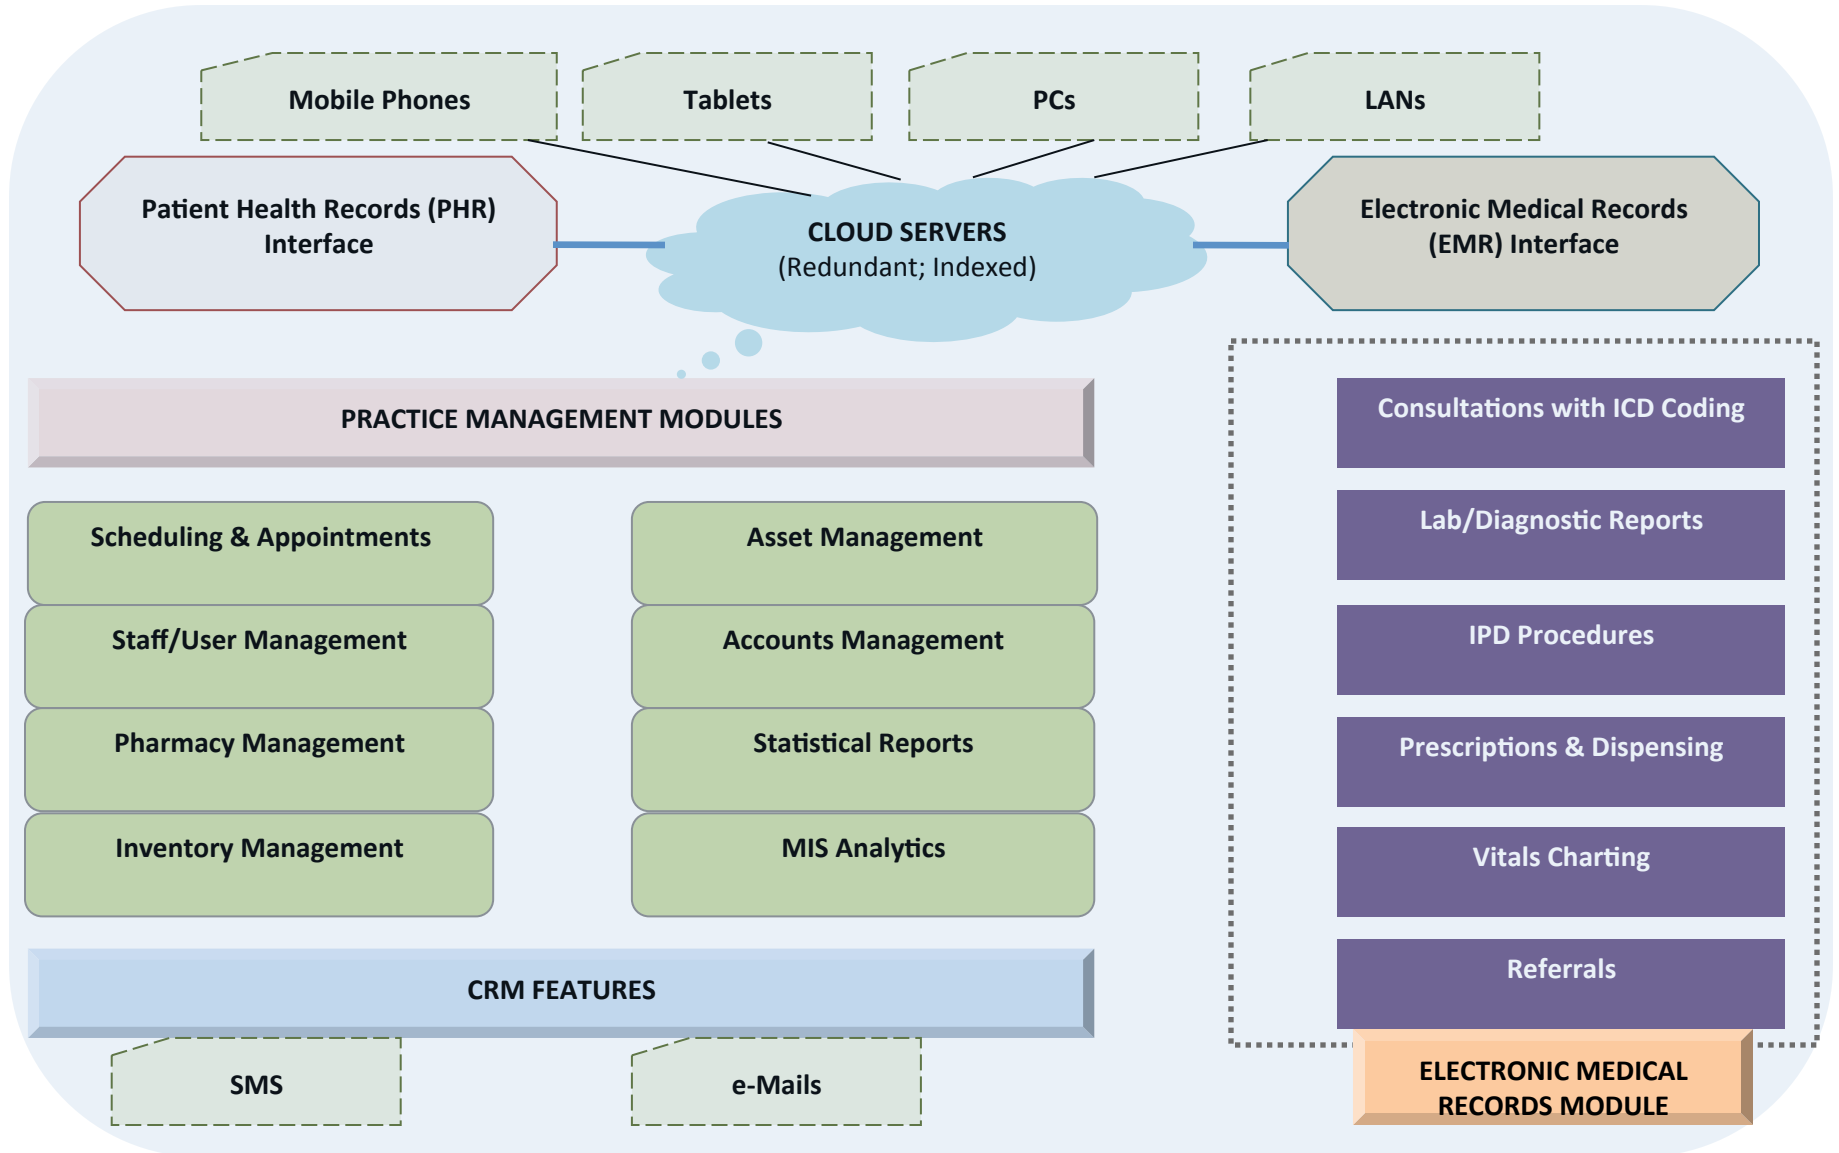 Mobile Phones
Tablets
PCs
LANs
Patient Health Records (PHR)
Interface
CLOUD SERVERS
(Redundant; Indexed)
Electronic Medical Records
(EMR) Interface
PRACTICE MANAGEMENT MODULES
Scheduling & Appointments
Asset Management
Staff/User Management
Accounts Management
Pharmacy Management
Statistical Reports
Inventory Management
MIS Analytics
CRM FEATURES
SMS
e-Mails
Consultations with ICD Coding
Lab/Diagnostic Reports
IPD Procedures
Prescriptions & Dispensing
Vitals Charting
Referrals
ELECTRONIC MEDICAL
RECORDS MODULE